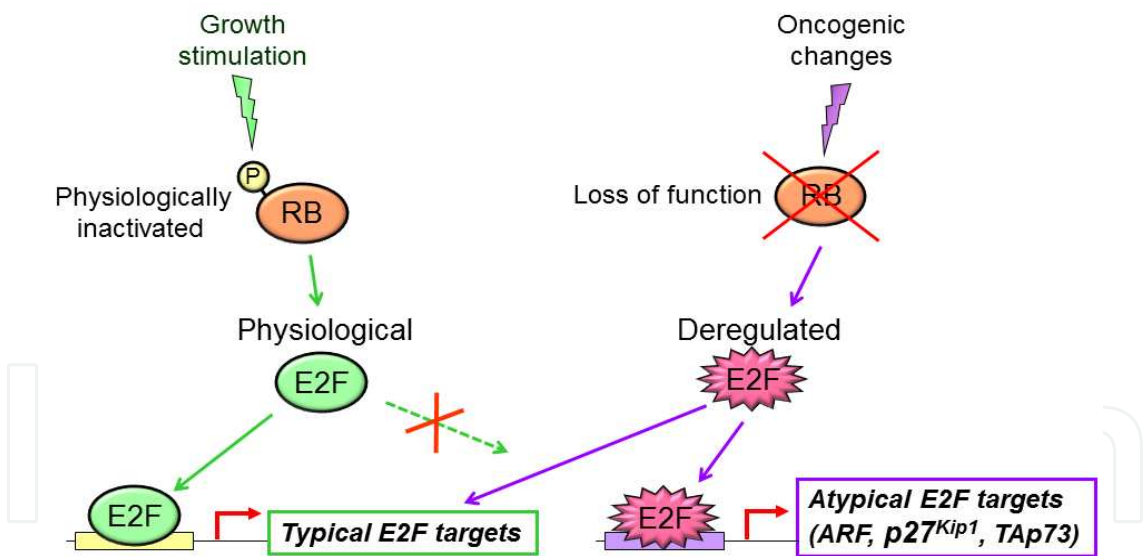 Growth
stimulation
P
RB
Physiologically
inactivated
Physiological
E2F
E2F
Typical E2F targets
Oncogenic
changes
Loss of function
RB
Deregulated
E2F
E2F
Atypical E2F targets
(ARF, p27Kip1, TAp73)